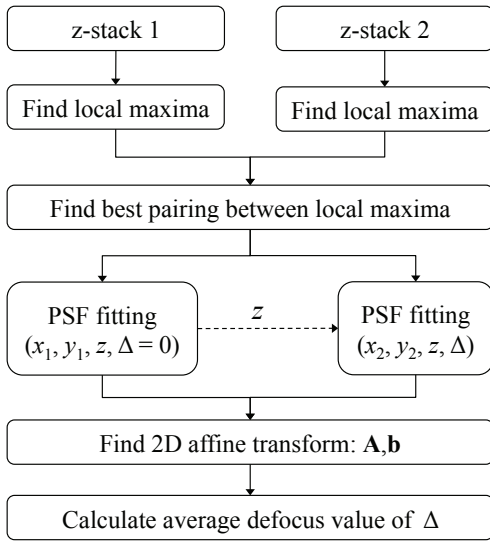 z-stack 1
z-stack 2
Find local maxima
Find local maxima
Find best pairing between local maxima
PSF fitting
(x₁, y₁, z, Δ = 0)
z
PSF fitting
(x₂, y₂, z, Δ)
Find 2D affine transform: A,b
Calculate average defocus value of Δ